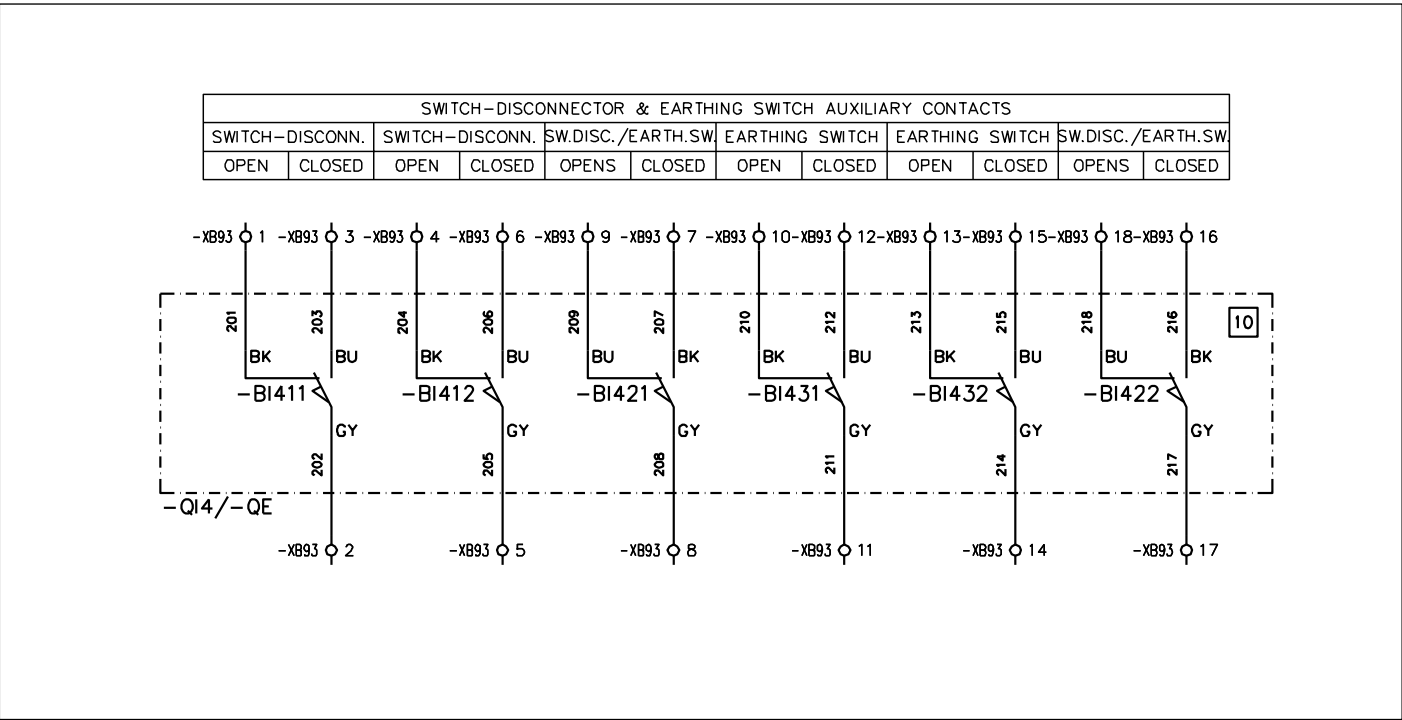 SWITCH-DISCONNECTOR & EARTHING SWITCH AUXILIARY CONTACTS
SWITCH-DISCONN. SWITCH-DISCONN. SW.DISC./EARTH.SW. EARTHING SWITCH EARTHING SWITCH SW.DISC./EARTH.SW.
OPEN CLOSED OPEN CLOSED OPENS CLOSED OPEN CLOSED OPEN CLOSED OPENS CLOSED
-XB93 1 -XB93 3 -XB93 4 -XB93 6 -XB93 9 -XB93 7 -XB93 10 -XB93 12 -XB93 13 -XB93 15 -XB93 18 -XB93 16
201 203 204 206 209 207 210 212 213 215 218 216 10
BK BU BK BU BU BK BK BU BK BU BU BK
-BI411 -BI412 -BI421 -BI431 -BI432 -BI422
GY GY GY GY GY GY
202 205 208 211 214 217
-QI4/-QE
-XB93 2 -XB93 5 -XB93 8 -XB93 11 -XB93 14 -XB93 17